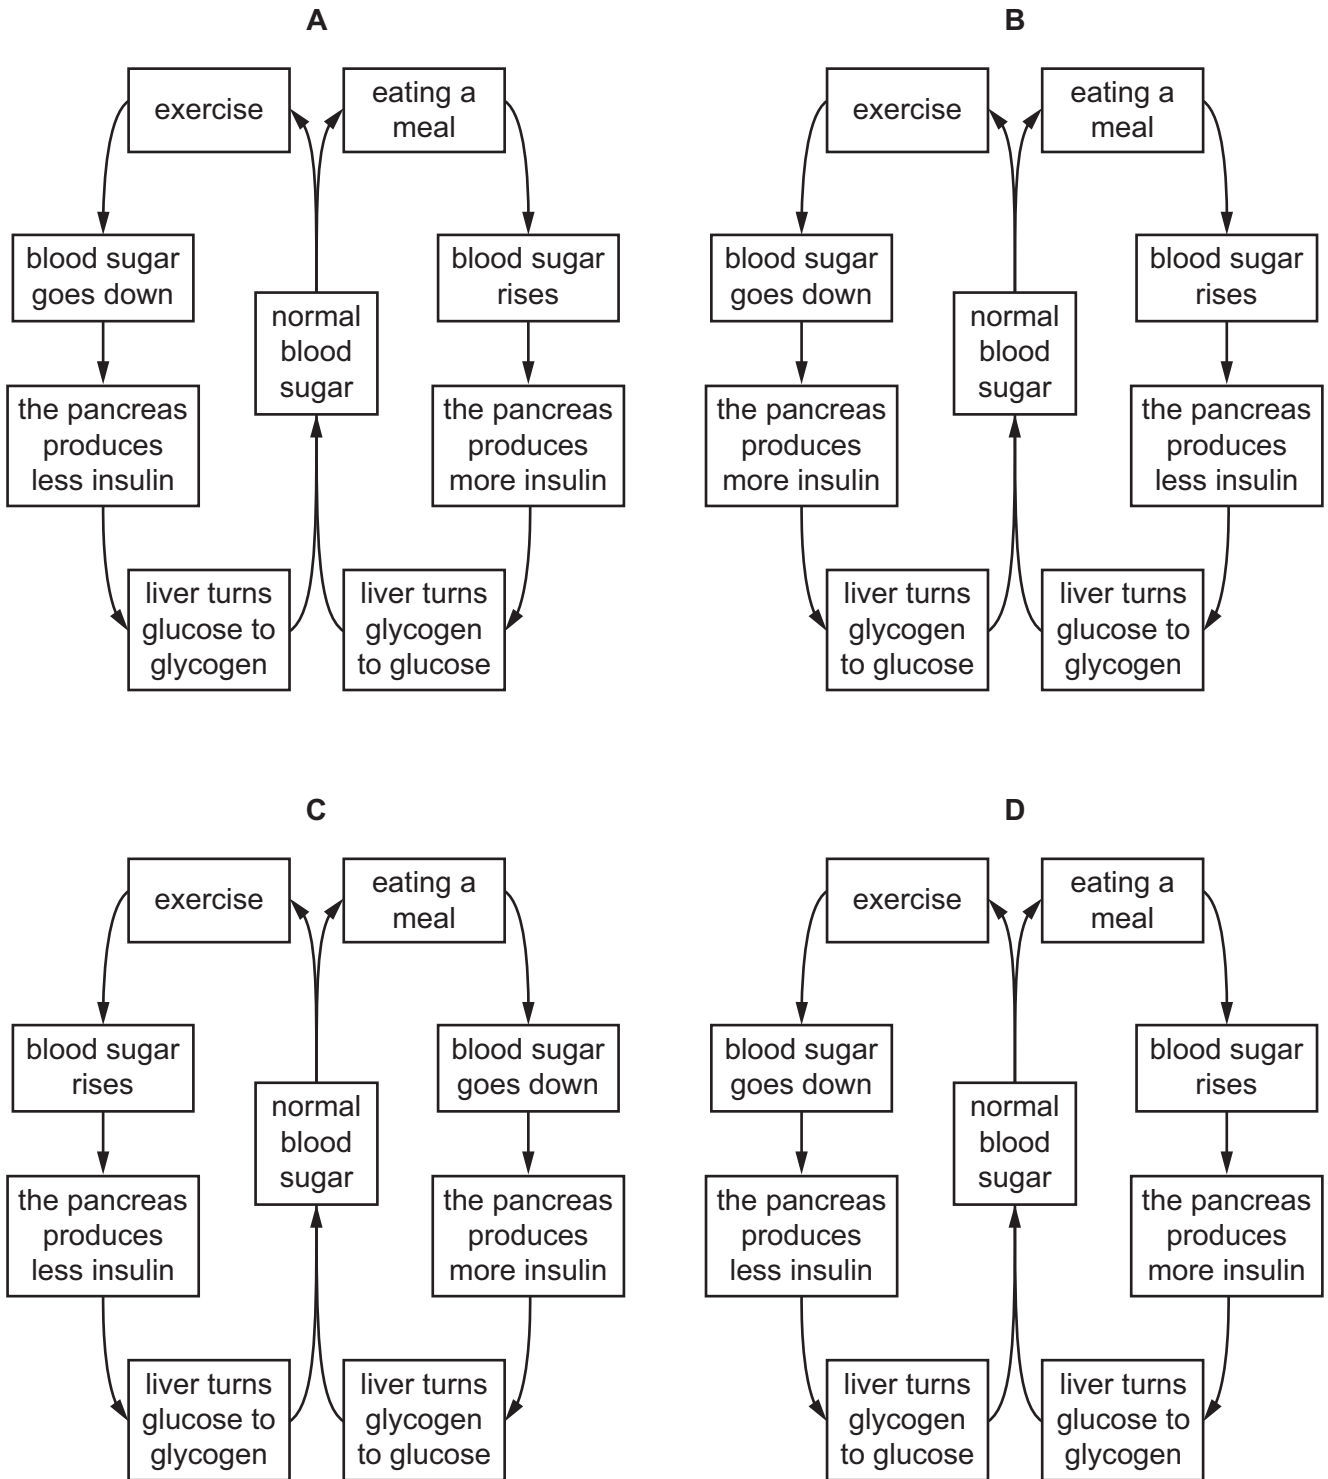 A
exercise
eating a
meal
blood sugar
goes down
blood sugar
rises
normal
blood
sugar
the pancreas
produces
less insulin
the pancreas
produces
more insulin
liver turns
glucose to
glycogen
liver turns
glycogen
to glucose
B
exercise
eating a
meal
blood sugar
goes down
blood sugar
rises
normal
blood
sugar
the pancreas
produces
more insulin
the pancreas
produces
less insulin
liver turns
glycogen
to glucose
liver turns
glucose to
glycogen
C
exercise
eating a
meal
blood sugar
rises
blood sugar
goes down
normal
blood
sugar
the pancreas
produces
less insulin
the pancreas
produces
more insulin
liver turns
glucose to
glycogen
liver turns
glycogen
to glucose
D
exercise
eating a
meal
blood sugar
goes down
blood sugar
rises
normal
blood
sugar
the pancreas
produces
less insulin
the pancreas
produces
more insulin
liver turns
glycogen
to glucose
liver turns
glucose to
glycogen